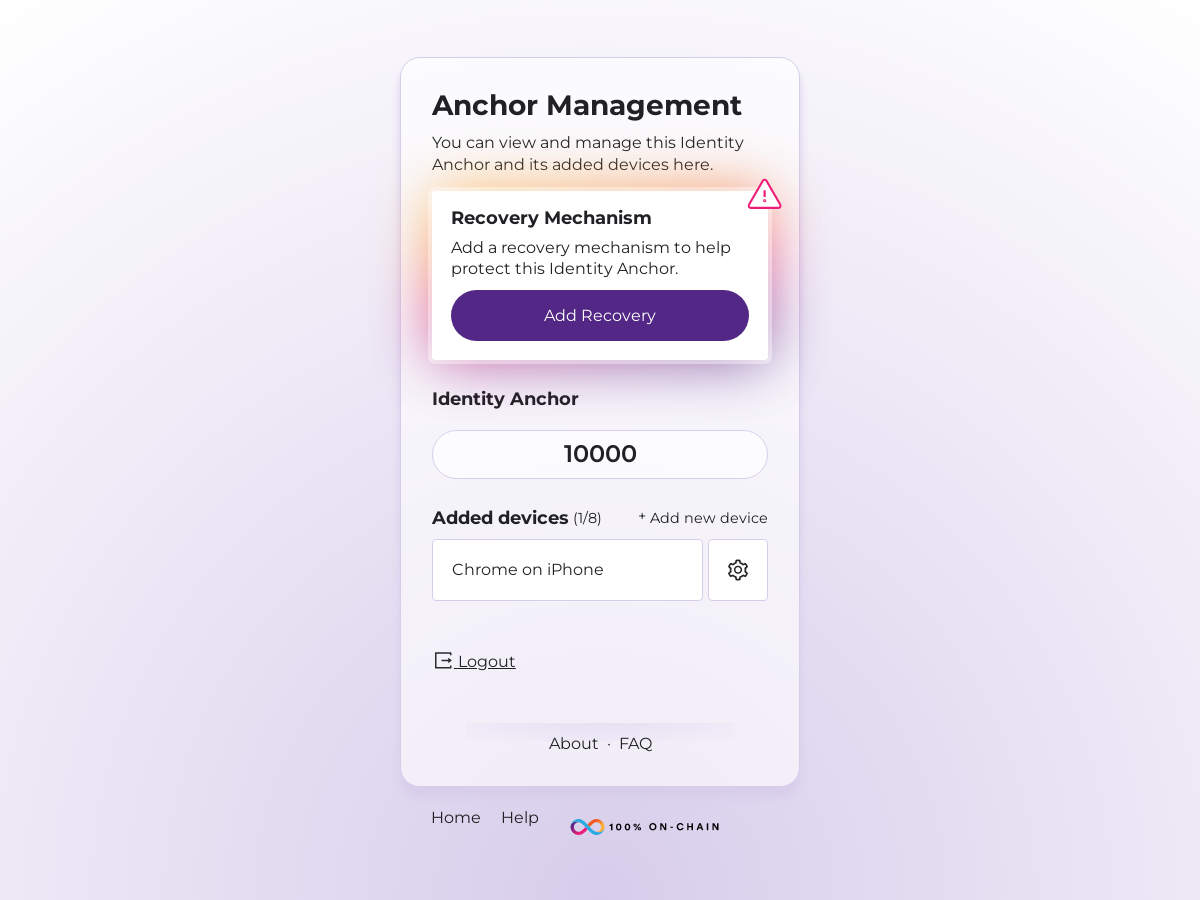 Anchor Management
You can view and manage this Identity
Anchor and its added devices here.
Recovery Mechanism
Add a recovery mechanism to help
protect this Identity Anchor.
Add Recovery
Identity Anchor
10000
Added devices (1/8) + Add new device
Chrome on iPhone
Logout
About · FAQ
Home Help 100% ON-CHAIN